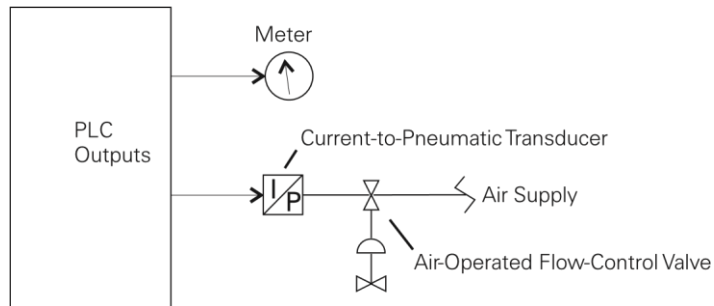 Meter
PLC
Outputs
Current-to-Pneumatic Transducer
I
P
Air Supply
Air-Operated Flow-Control Valve